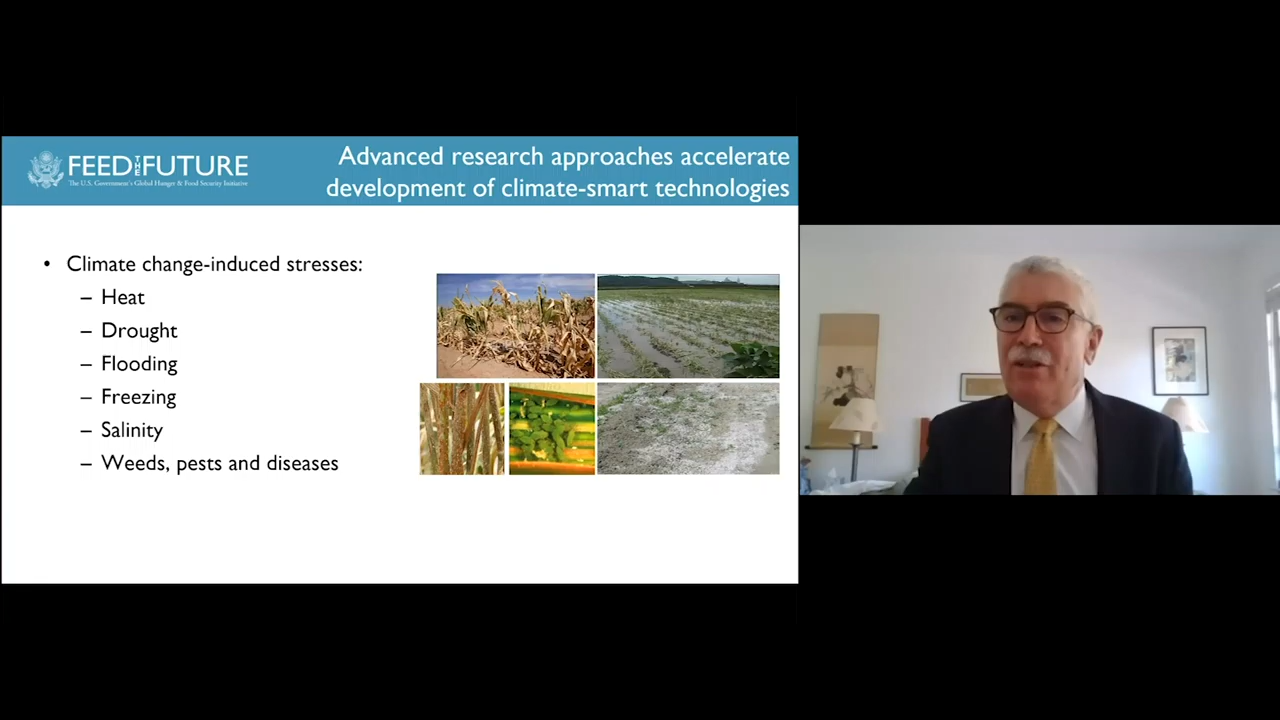 FEED THE FUTURE
The U.S. Government's Global Hunger & Food Security Initiative
Advanced research approaches accelerate
development of climate-smart technologies
• Climate change-induced stresses:
– Heat
– Drought
– Flooding
– Freezing
– Salinity
– Weeds, pests and diseases